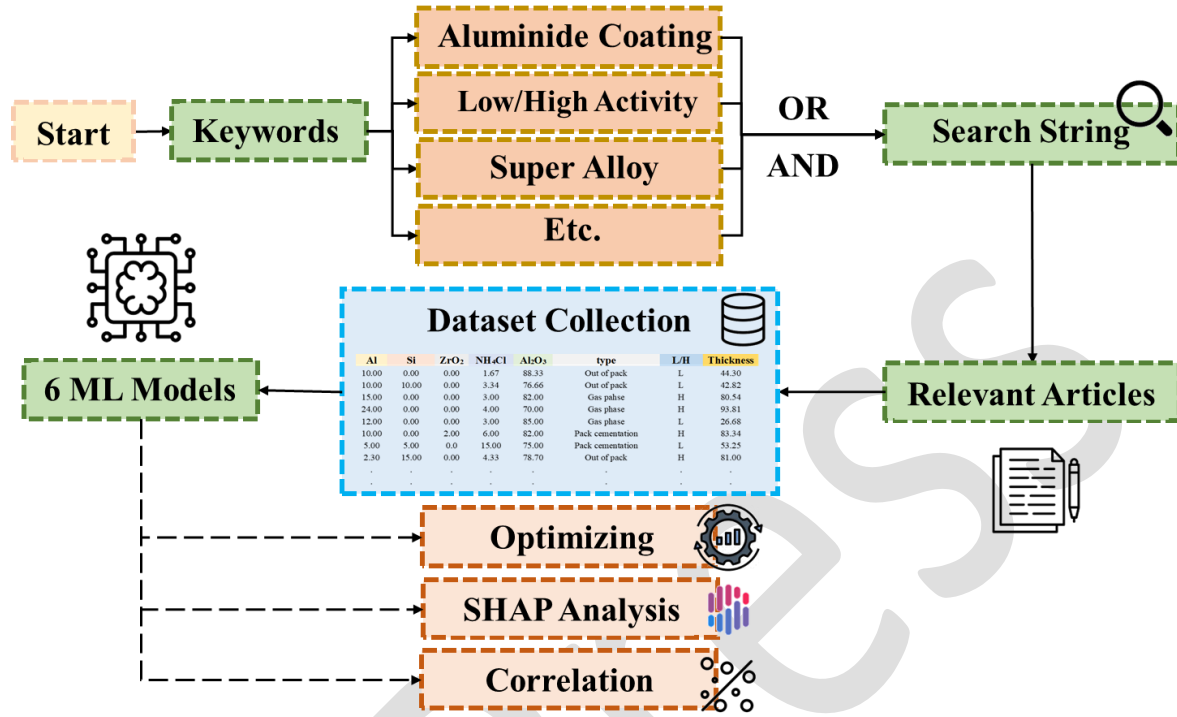 Start
Keywords
Aluminide Coating
Low/High Activity
Super Alloy
Etc.
OR
AND
Search String
Relevant Articles
Dataset Collection
Al Si ZrO₂ NH₄Cl Al₂O₃ type L/H Thickness
10.00 0.00 0.00 1.67 88.33 Out of pack L 44.30
10.00 10.00 0.00 3.34 76.66 Out of pack L 42.82
15.00 0.00 0.00 3.00 82.00 Gas phase H 80.54
24.00 0.00 0.00 4.00 70.00 Gas phase H 93.81
12.00 0.00 0.00 3.00 85.00 Gas phase L 26.68
10.00 0.00 2.00 6.00 82.00 Pack cementation H 83.34
5.00 5.00 0.0 15.00 75.00 Pack cementation L 53.25
2.30 15.00 0.00 4.33 78.70 Out of pack H 81.00
. . . . . . . .
. . . . . . . .
6 ML Models
Optimizing
SHAP Analysis
Correlation